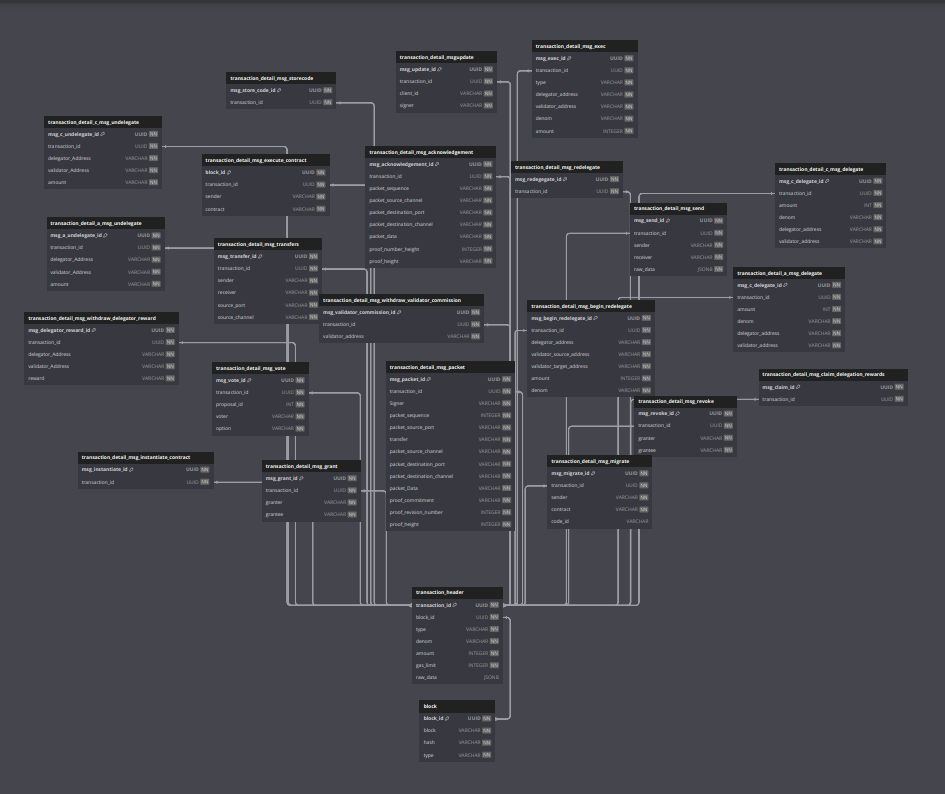 transaction_detail_msg_exec
msg_exec_id UUID NN
transaction_id UUID NN
type VARCHAR NN
delegator_address VARCHAR NN
validator_address VARCHAR NN
denom VARCHAR NN
amount INTEGER NN
transaction_detail_msgupdate
msg_update_id UUID NN
transaction_id UUID NN
client_id VARCHAR NN
signer VARCHAR NN
transaction_detail_msg_storecode
msg_store_code_id UUID NN
transaction_id UUID NN
transaction_detail_c_msg_undelegate
msg_c_undelegate_id UUID NN
transaction_id UUID NN
delegator_Address VARCHAR NN
validator_Address VARCHAR NN
amount VARCHAR NN
transaction_detail_msg_execute_contract
block_id UUID NN
transaction_id UUID NN
sender VARCHAR NN
contract VARCHAR NN
transaction_detail_msg_acknowledgement
msg_acknowledgement_id UUID NN
transaction_id UUID NN
packet_sequence VARCHAR NN
packet_source_channel VARCHAR NN
packet_destination_port VARCHAR NN
packet_destination_channel VARCHAR NN
packet_data VARCHAR NN
proof_number_height INTEGER NN
proof_height VARCHAR NN
transaction_detail_msg_redelegate
msg_redegegate_id UUID NN
transaction_id UUID NN
transaction_detail_c_msg_delegate
msg_c_delegate_id UUID NN
transaction_id UUID NN
amount INT NN
denom VARCHAR NN
delegator_address VARCHAR NN
validator_address VARCHAR NN
transaction_detail_msg_send
msg_send_id UUID NN
transaction_id UUID NN
sender VARCHAR NN
receiver VARCHAR NN
raw_data JSONB NN
transaction_detail_a_msg_undelegate
msg_a_undelegate_id UUID NN
transaction_id UUID NN
delegator_Address VARCHAR NN
validator_Address VARCHAR NN
amount VARCHAR NN
transaction_detail_msg_transfers
msg_transfer_id UUID NN
transaction_id UUID NN
sender VARCHAR NN
receiver VARCHAR NN
source_port VARCHAR NN
source_channel VARCHAR NN
transaction_detail_a_msg_delegate
msg_c_delegate_id UUID NN
transaction_id UUID NN
amount INT NN
denom VARCHAR NN
delegator_address VARCHAR NN
validator_address VARCHAR NN
transaction_detail_msg_withdraw_validator_commission
msg_validator_commission_id UUID NN
transaction_id UUID NN
validator_address VARCHAR NN
transaction_detail_msg_begin_redelegate
msg_begin_redelegate_id UUID NN
transaction_id UUID NN
delegator_address VARCHAR NN
validator_source_address VARCHAR NN
validator_target_address VARCHAR NN
amount INTEGER NN
denom VARCHAR NN
transaction_detail_msg_withdraw_delegator_reward
msg_delegator_reward_id UUID NN
transaction_id UUID NN
delegator_Address VARCHAR NN
validator_Address VARCHAR NN
reward VARCHAR NN
transaction_detail_msg_vote
msg_vote_id UUID NN
transaction_id UUID NN
proposal_id INT NN
voter VARCHAR NN
option VARCHAR NN
transaction_detail_msg_packet
msg_packet_id UUID NN
transaction_id UUID NN
Signer VARCHAR NN
packet_sequence INTEGER NN
packet_source_port VARCHAR NN
transfer VARCHAR NN
packet_source_channel VARCHAR NN
packet_destination_port VARCHAR NN
packet_destination_channel VARCHAR NN
packet_Data VARCHAR NN
proof_commitment VARCHAR NN
proof_revision_number INTEGER NN
proof_height INTEGER NN
transaction_detail_msg_claim_delegation_rewards
msg_claim_id UUID NN
transaction_id UUID NN
transaction_detail_msg_revoke
msg_revoke_id UUID NN
transaction_id UUID NN
granter VARCHAR NN
grantee VARCHAR NN
transaction_detail_msg_instantiate_contract
msg_instantiate_id UUID NN
transaction_id UUID NN
transaction_detail_msg_grant
msg_grant_id UUID NN
transaction_id UUID NN
granter VARCHAR NN
grantee VARCHAR NN
transaction_detail_msg_migrate
msg_migrate_id UUID NN
transaction_id UUID NN
sender VARCHAR NN
contract VARCHAR NN
code_id VARCHAR
transaction_header
transaction_id UUID NN
block_id UUID NN
type VARCHAR NN
denom VARCHAR NN
amount INTEGER NN
gas_limit INTEGER NN
raw_data JSONB
block
block_id UUID NN
block VARCHAR NN
hash VARCHAR NN
type VARCHAR NN